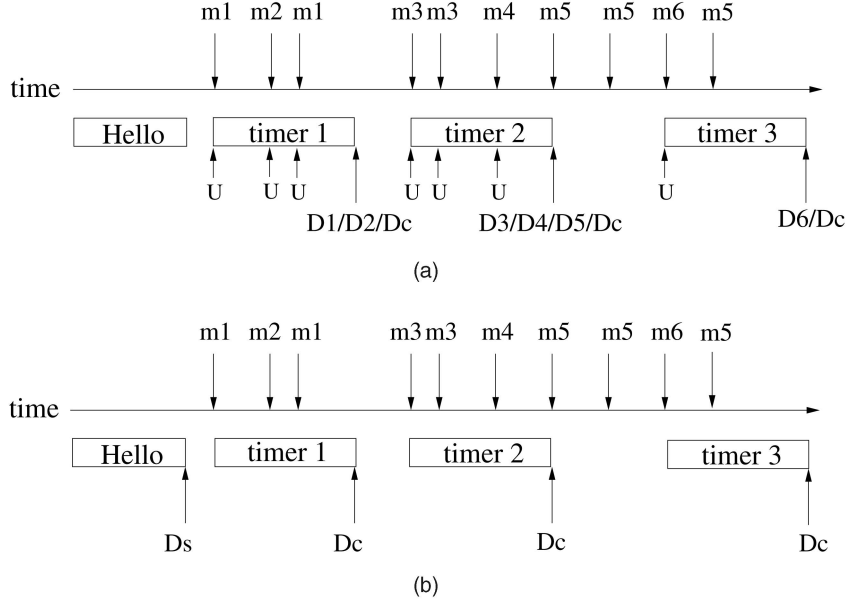 m1 m2 m1 m3 m3 m4 m5 m5 m6 m5
time
Hello timer 1 timer 2 timer 3
U U U U U U U
D1/D2/Dc D3/D4/D5/Dc D6/Dc
(a)
m1 m2 m1 m3 m3 m4 m5 m5 m6 m5
time
Hello timer 1 timer 2 timer 3
Ds Dc Dc Dc
(b)